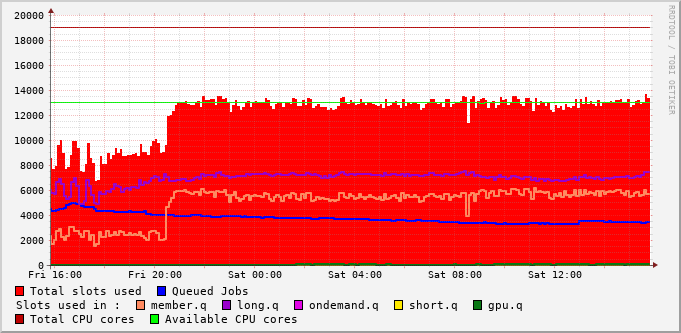 RRDTOOL / TOBI OETIKER
20000
18000
16000
14000
12000
10000
8000
6000
4000
2000
0
Fri 16:00 Fri 20:00 Sat 00:00 Sat 04:00 Sat 08:00 Sat 12:00
Total slots used Queued Jobs
Slots used in : member.q long.q ondemand.q short.q gpu.q
Total CPU cores Available CPU cores